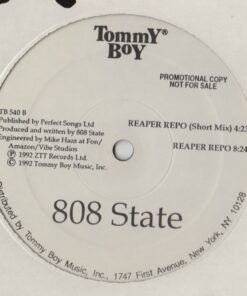 TOMMY®
BOY
PROMOTIONAL COPY
NOT FOR SALE
TB 540 B
Published by Perfect Songs Ltd
Produced and written by 808 State
Engineered by Mike Haas at Fon/
Amazon/Vibe Studios
℗ 1992 ZTT Records Ltd.
© 1992 Tommy Boy Music, Inc.
REAPER REPO (Short Mix) 4:23
REAPER REPO 8:24
808 State
Distributed by Tommy Boy Music, Inc., 1747 First Avenue, New York, NY 10128